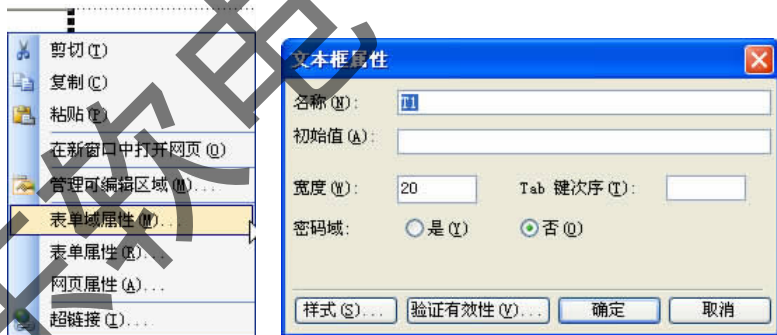 剪切(T)
复制(C)
粘贴(P)
在新窗口中打开网页(O)
管理可编辑区域(M)...
表单域属性(M)...
表单属性(R)...
网页属性(A)...
超链接(I)....
文本框属性
名称(N): T1
初始值(A):
宽度(W): 20 Tab 键次序(T):
密码域: 是(Y) 否(O)
样式(S)... 验证有效性(V)... 确定 取消